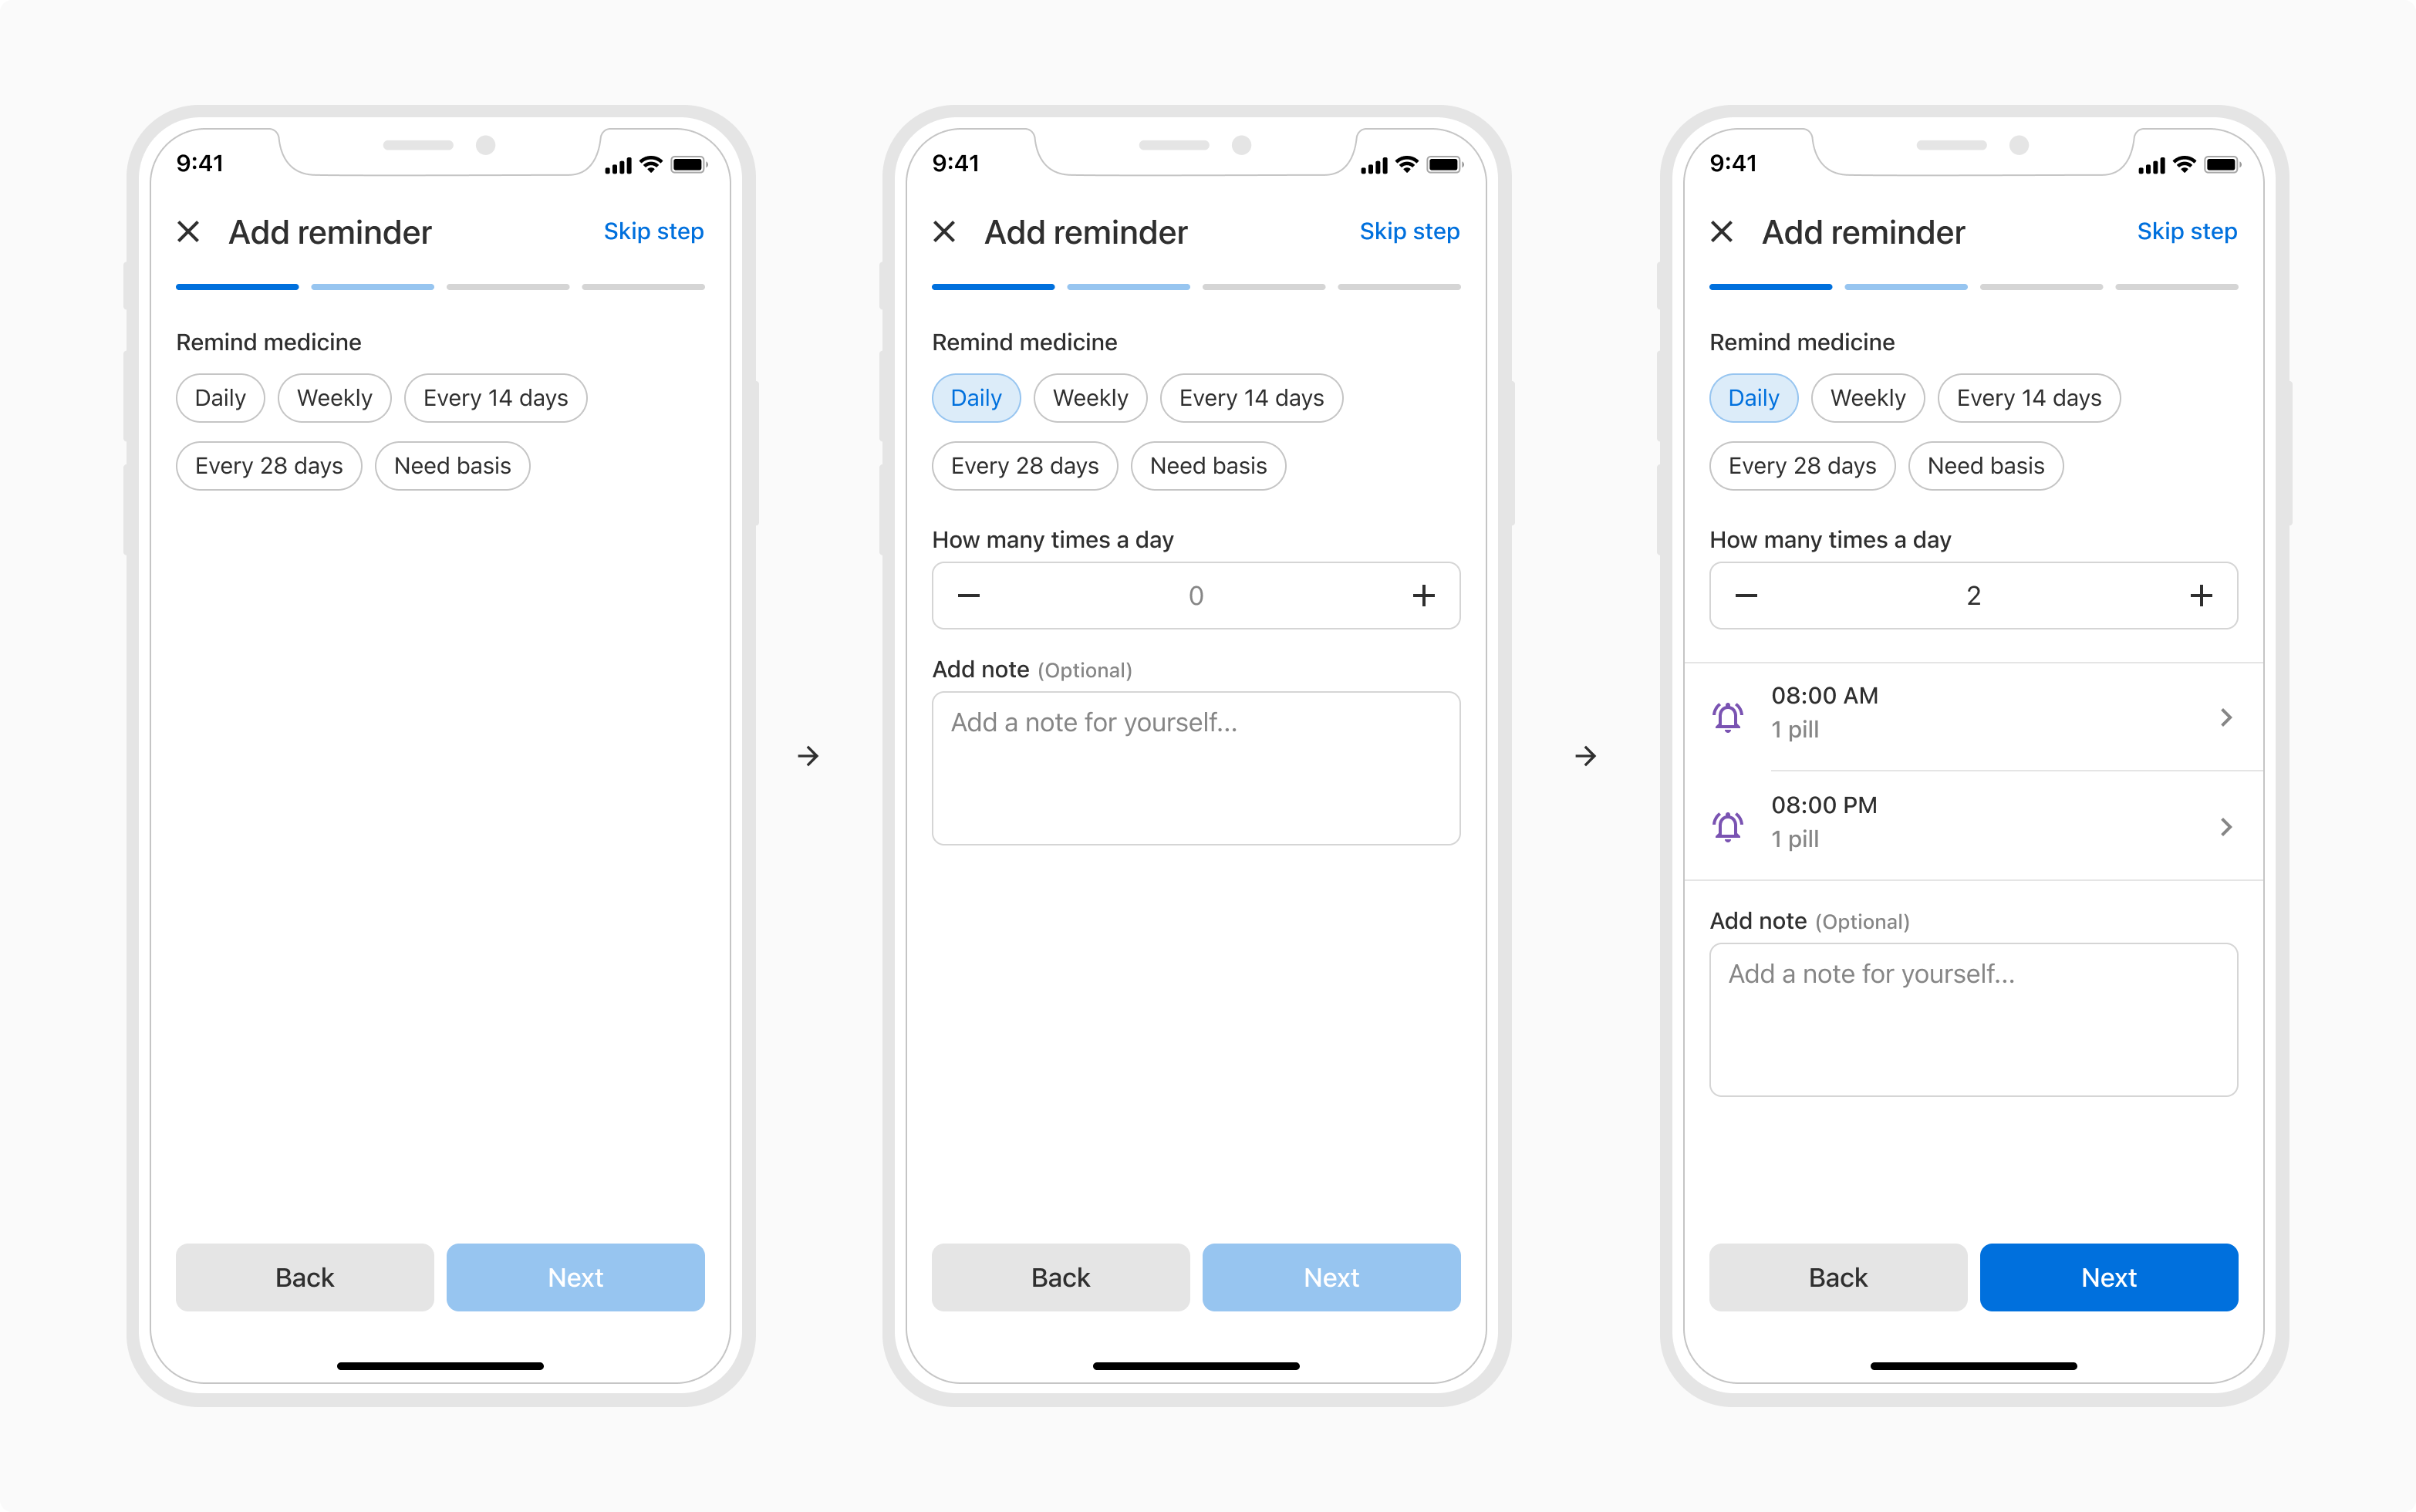 9:41
Add reminder
Skip step
Remind medicine
Daily
Weekly
Every 14 days
Every 28 days
Need basis
Back
Next
9:41
Add reminder
Skip step
Remind medicine
Daily
Weekly
Every 14 days
Every 28 days
Need basis
How many times a day
0
Add note (Optional)
Add a note for yourself...
Back
Next
9:41
Add reminder
Skip step
Remind medicine
Daily
Weekly
Every 14 days
Every 28 days
Need basis
How many times a day
2
08:00 AM
1 pill
08:00 PM
1 pill
Add note (Optional)
Add a note for yourself...
Back
Next